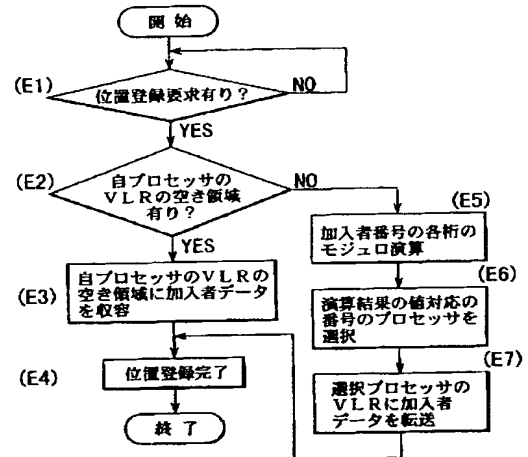 開 始
(E1)
位置登録要求有り？
NO
YES
(E2)
自プロセッサの
ＶＬＲの空き領域
有り？
NO
YES
(E3)
自プロセッサのＶＬＲの
空き領域に加入者データ
を収容
(E4)
位置登録完了
終 了
(E5)
加入者番号の各桁の
モジュロ演算
(E6)
演算結果の値対応の
番号のプロセッサを
選択
(E7)
選択プロセッサの
ＶＬＲに加入者
データを転送